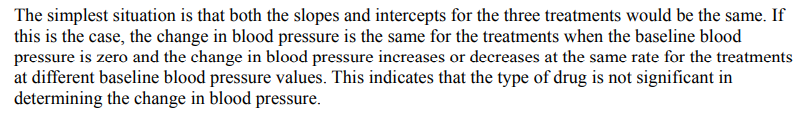 The simplest situation is that both the slopes and intercepts for the three treatments would be the same. If
this is the case, the change in blood pressure is the same for the treatments when the baseline blood
pressure is zero and the change in blood pressure increases or decreases at the same rate for the treatments
at different baseline blood pressure values. This indicates that the type of drug is not significant in
determining the change in blood pressure.